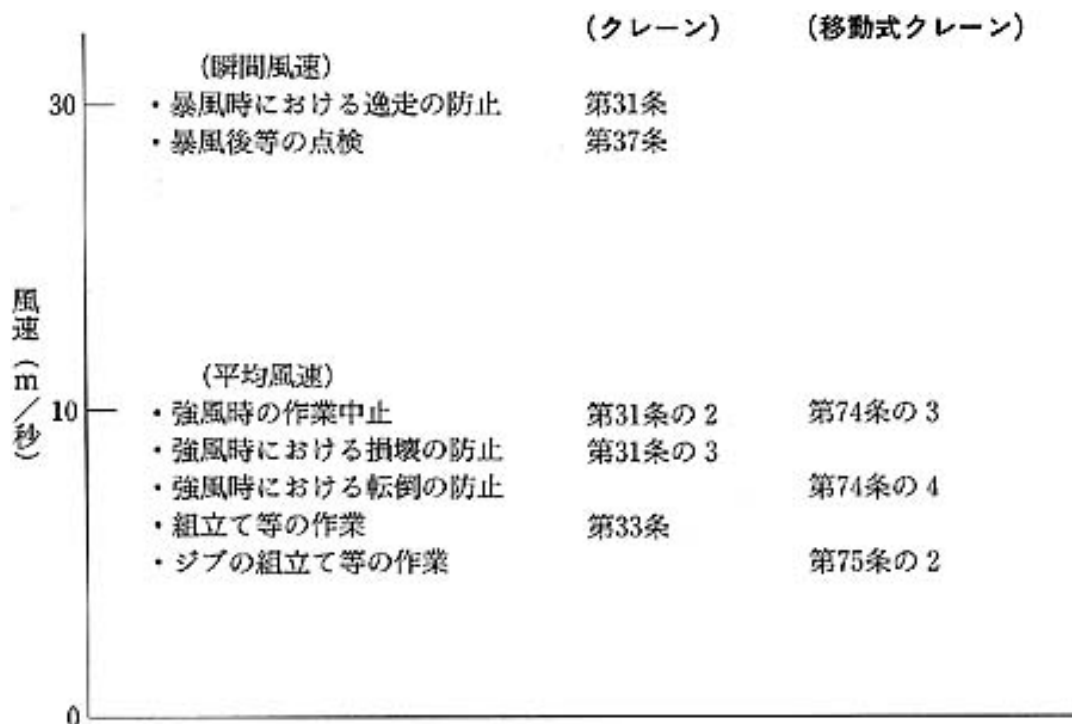 (クレーン) (移動式クレーン)
(瞬間風速)
30 ・暴風時における逸走の防止 第31条
・暴風後等の点検 第37条
風速(m/秒)
(平均風速)
10 ・強風時の作業中止 第31条の2 第74条の3
・強風時における損壊の防止 第31条の3
・強風時における転倒の防止 第74条の4
・組立て等の作業 第33条
・ジブの組立て等の作業 第75条の2
0